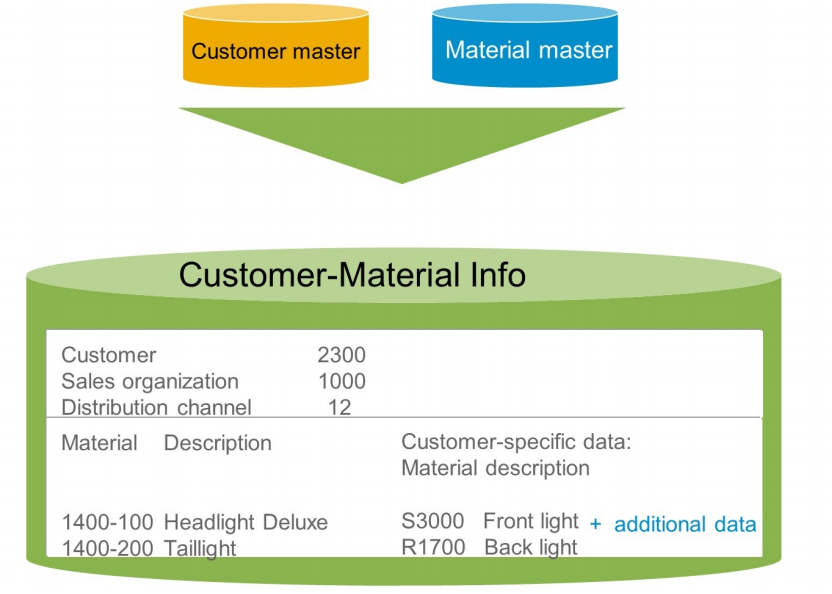 Customer master
Material master
Customer-Material Info
Customer 2300
Sales organization 1000
Distribution channel 12
Material Description Customer-specific data:
Material description
1400-100 Headlight Deluxe S3000 Front light + additional data
1400-200 Taillight R1700 Back light